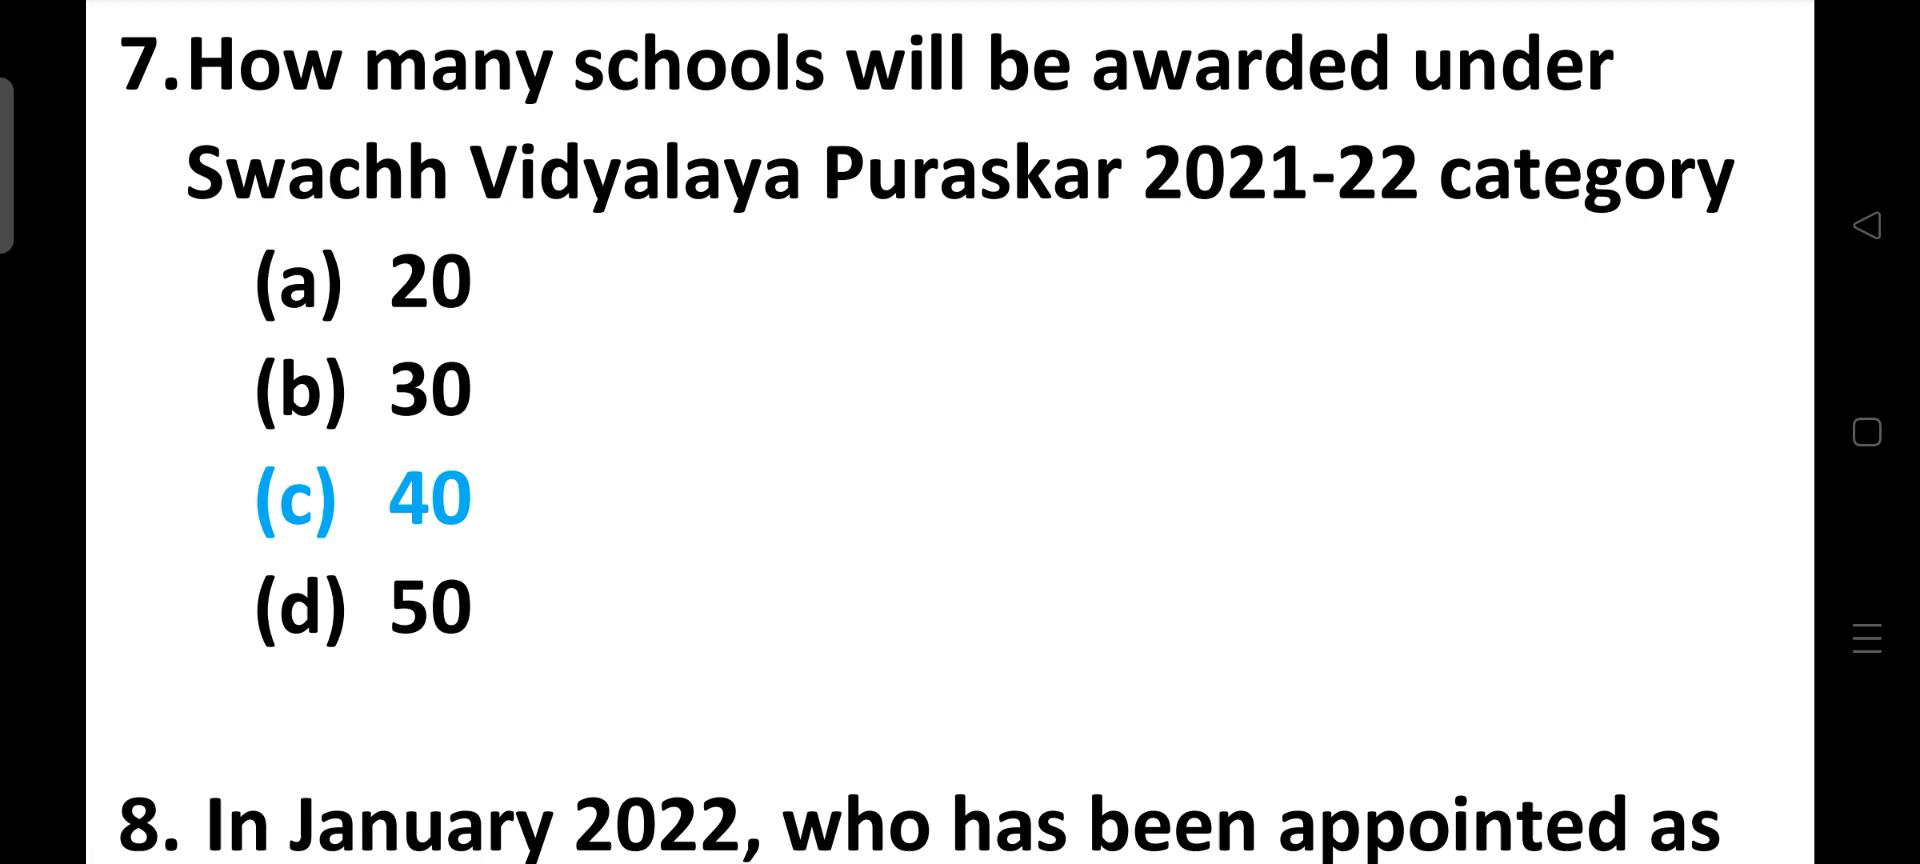 7.How many schools will be awarded under
Swachh Vidyalaya Puraskar 2021-22 category
(a) 20
(b) 30
(c) 40
(d) 50
8. In January 2022, who has been appointed as